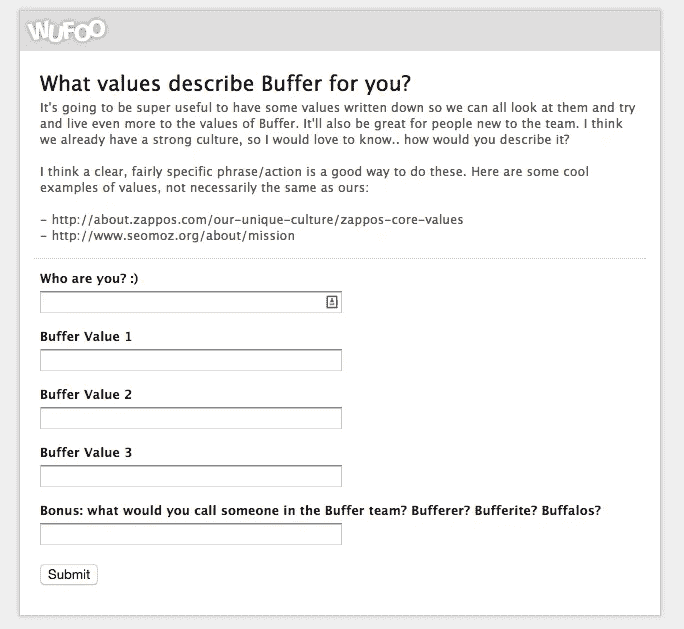 WUFOO
What values describe Buffer for you?
It's going to be super useful to have some values written down so we can all look at them and try
and live even more to the values of Buffer. It'll also be great for people new to the team. I think
we already have a strong culture, so I would love to know.. how would you describe it?
I think a clear, fairly specific phrase/action is a good way to do these. Here are some cool
examples of values, not necessarily the same as ours:
- http://about.zappos.com/our-unique-culture/zappos-core-values
- http://www.seomoz.org/about/mission
Who are you? :)
Buffer Value 1
Buffer Value 2
Buffer Value 3
Bonus: what would you call someone in the Buffer team? Bufferer? Bufferite? Buffalos?
Submit